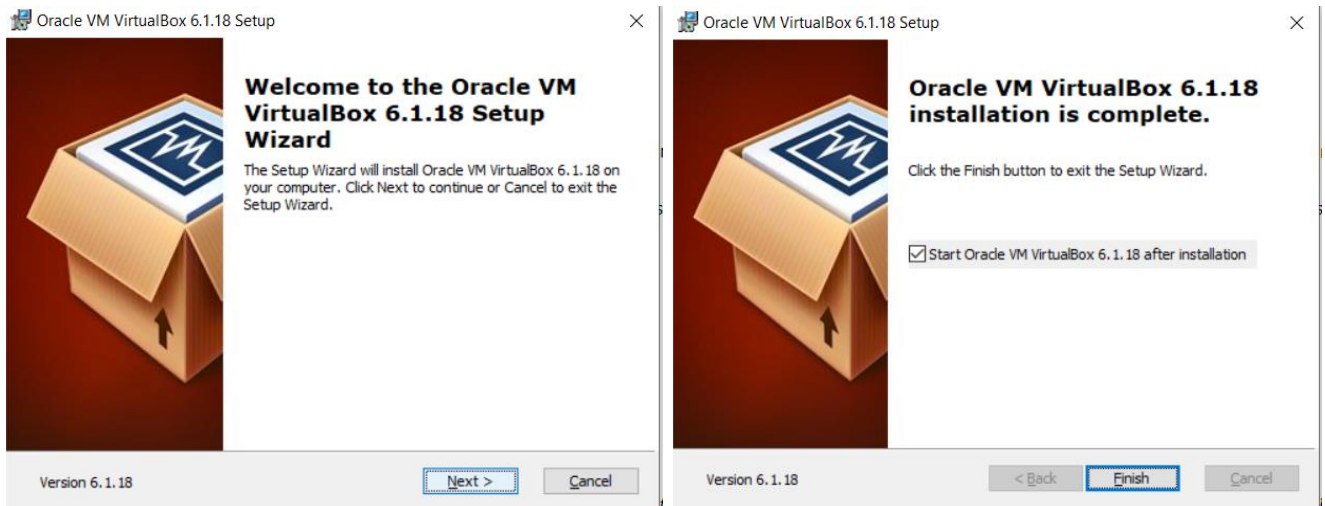 Oracle VM VirtualBox 6.1.18 Setup
Welcome to the Oracle VM
VirtualBox 6.1.18 Setup
Wizard
The Setup Wizard will install Oracle VM VirtualBox 6.1.18 on
your computer. Click Next to continue or Cancel to exit the
Setup Wizard.
Version 6.1.18
Next >
Cancel
Oracle VM VirtualBox 6.1.18 Setup
Oracle VM VirtualBox 6.1.18
installation is complete.
Click the Finish button to exit the Setup Wizard.
Start Oracle VM VirtualBox 6.1.18 after installation
Version 6.1.18
< Back
Finish
Cancel